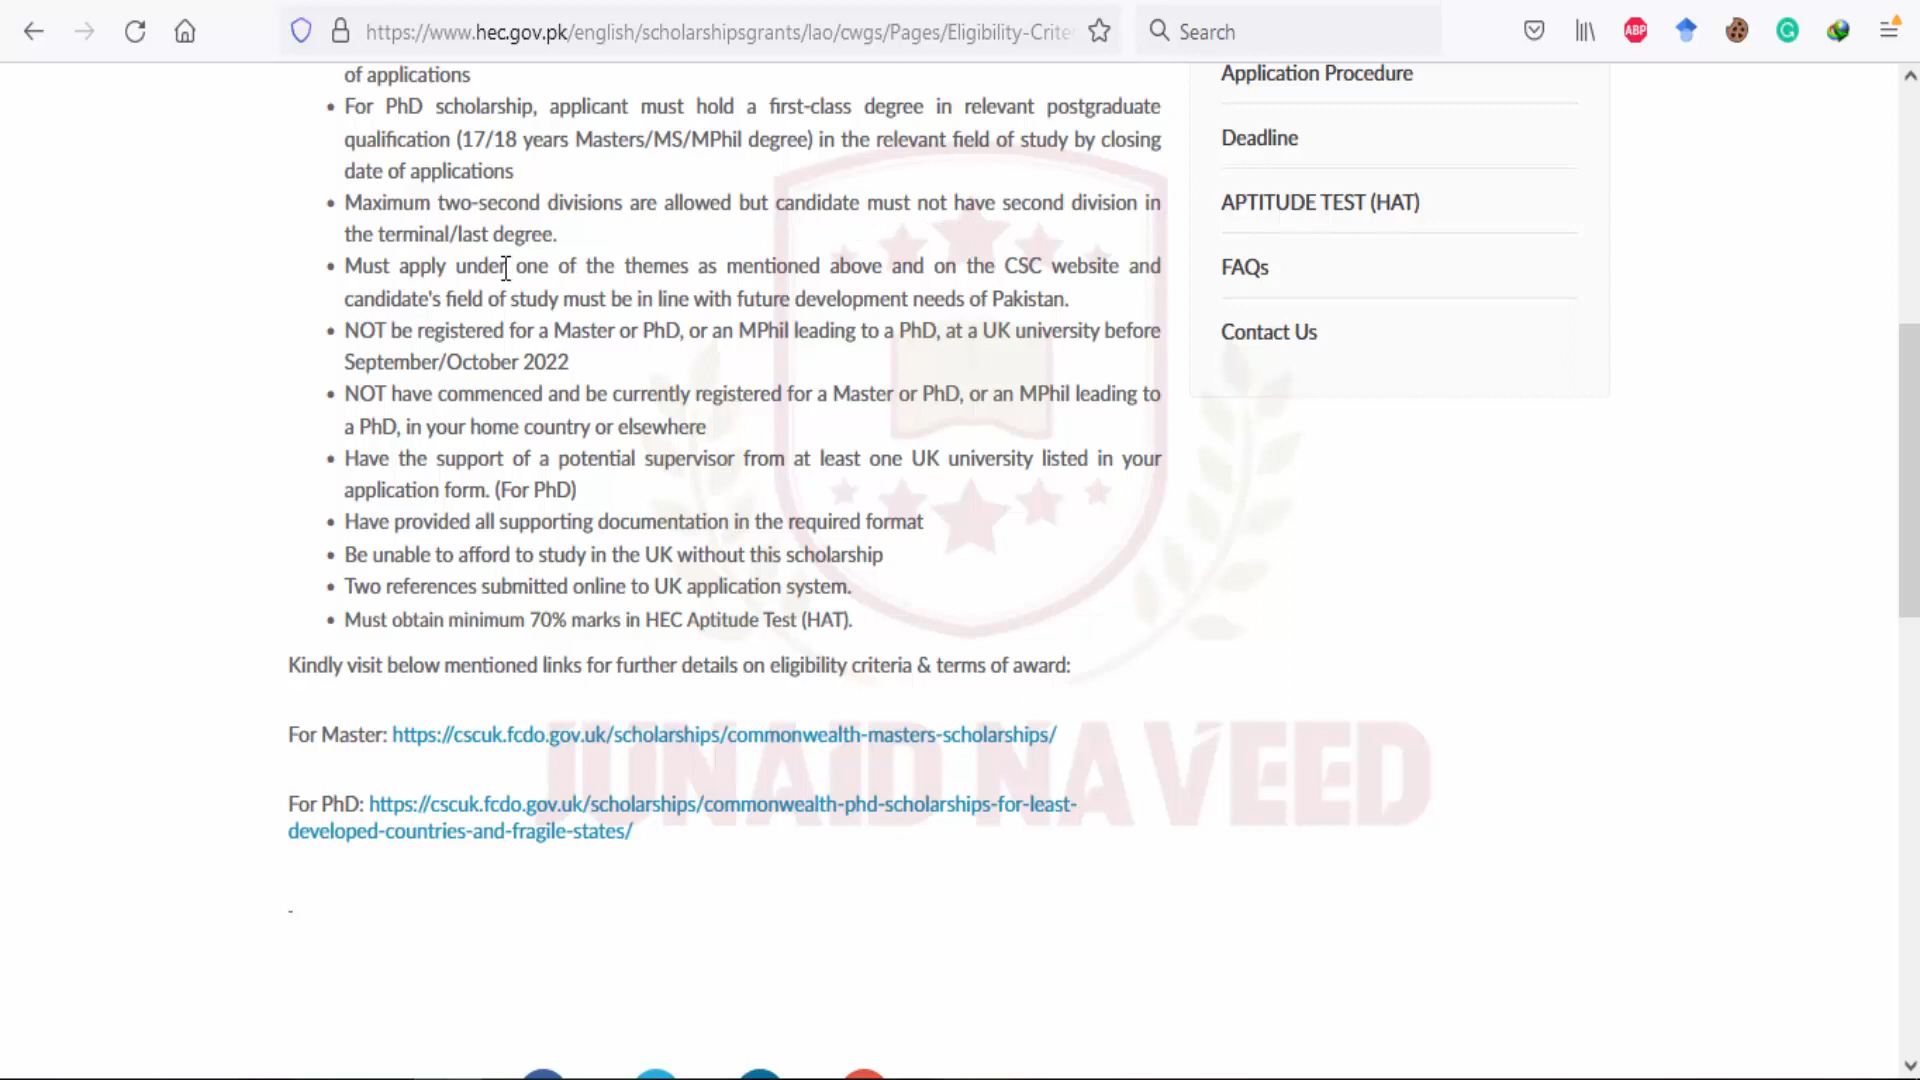 https://www.hec.gov.pk/english/scholarshipsgrants/lao/cwgs/Pages/Eligibility-Crite
Search
ABP
of applications
• For PhD scholarship, applicant must hold a first-class degree in relevant postgraduate
qualification (17/18 years Masters/MS/MPhil degree) in the relevant field of study by closing
date of applications
• Maximum two-second divisions are allowed but candidate must not have second division in
the terminal/last degree.
• Must apply under one of the themes as mentioned above and on the CSC website and
candidate's field of study must be in line with future development needs of Pakistan.
• NOT be registered for a Master or PhD, or an MPhil leading to a PhD, at a UK university before
September/October 2022
• NOT have commenced and be currently registered for a Master or PhD, or an MPhil leading to
a PhD, in your home country or elsewhere
• Have the support of a potential supervisor from at least one UK university listed in your
application form. (For PhD)
• Have provided all supporting documentation in the required format
• Be unable to afford to study in the UK without this scholarship
• Two references submitted online to UK application system.
• Must obtain minimum 70% marks in HEC Aptitude Test (HAT).
Kindly visit below mentioned links for further details on eligibility criteria & terms of award:
For Master: https://cscuk.fcdo.gov.uk/scholarships/commonwealth-masters-scholarships/
For PhD: https://cscuk.fcdo.gov.uk/scholarships/commonwealth-phd-scholarships-for-least-
developed-countries-and-fragile-states/
-
Application Procedure
Deadline
APTITUDE TEST (HAT)
FAQs
Contact Us
JUNAID NAVEED